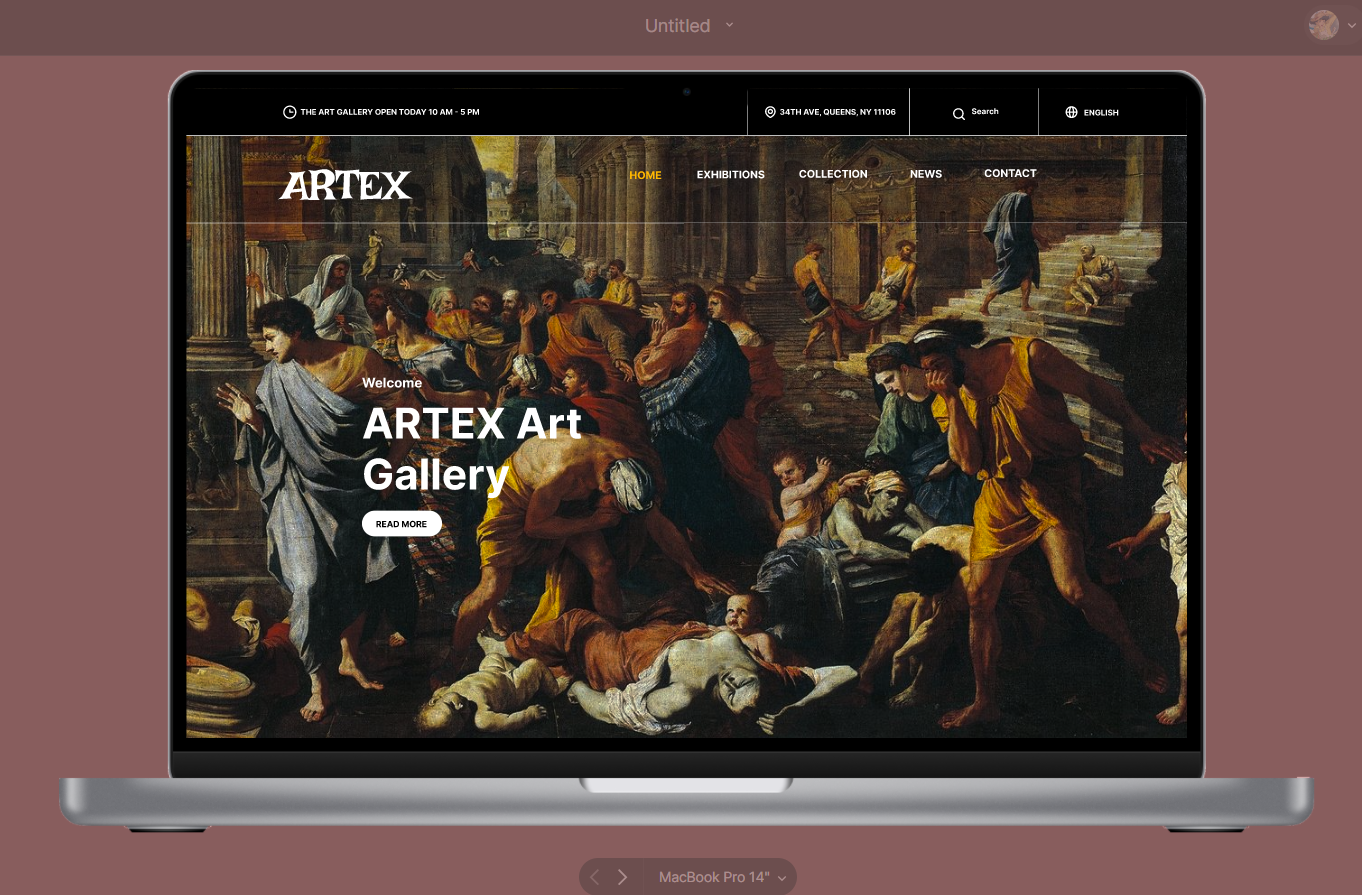 Untitled
THE ART GALLERY OPEN TODAY 10 AM - 5 PM
34TH AVE, QUEENS, NY 11106
Search
ENGLISH
ARTEX
HOME
EXHIBITIONS
COLLECTION
NEWS
CONTACT
Welcome
ARTEX Art
Gallery
READ MORE
MacBook Pro 14"